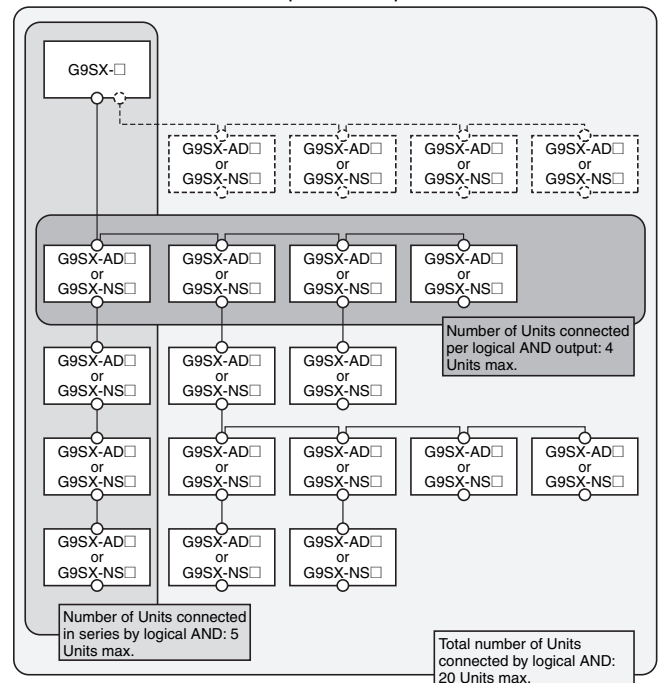 G9SX-□
G9SX-AD□
or
G9SX-NS□
G9SX-AD□
or
G9SX-NS□
G9SX-AD□
or
G9SX-NS□
G9SX-AD□
or
G9SX-NS□
G9SX-AD□
or
G9SX-NS□
G9SX-AD□
or
G9SX-NS□
G9SX-AD□
or
G9SX-NS□
G9SX-AD□
or
G9SX-NS□
Number of Units connected
per logical AND output: 4
Units max.
G9SX-AD□
or
G9SX-NS□
G9SX-AD□
or
G9SX-NS□
G9SX-AD□
or
G9SX-NS□
G9SX-AD□
or
G9SX-NS□
G9SX-AD□
or
G9SX-NS□
G9SX-AD□
or
G9SX-NS□
G9SX-AD□
or
G9SX-NS□
G9SX-AD□
or
G9SX-NS□
G9SX-AD□
or
G9SX-NS□
G9SX-AD□
or
G9SX-NS□
G9SX-AD□
or
G9SX-NS□
Number of Units connected
in series by logical AND: 5
Units max.
Total number of Units
connected by logical AND:
20 Units max.